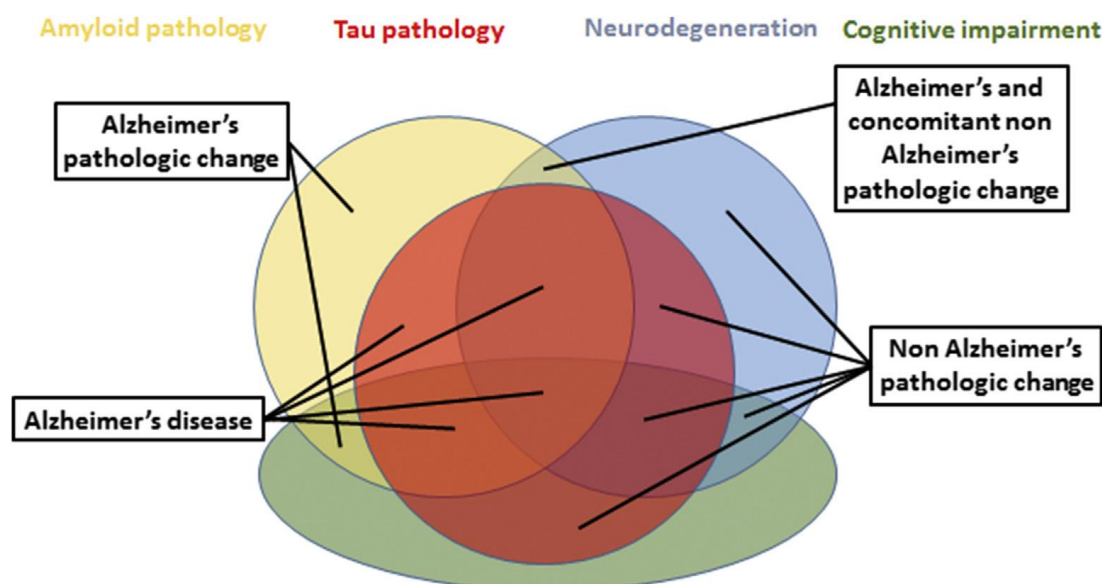 Amyloid pathology Tau pathology Neurodegeneration Cognitive impairment
Alzheimer's
pathologic change
Alzheimer's and
concomitant non
Alzheimer's
pathologic change
Non Alzheimer's
pathologic change
Alzheimer's disease